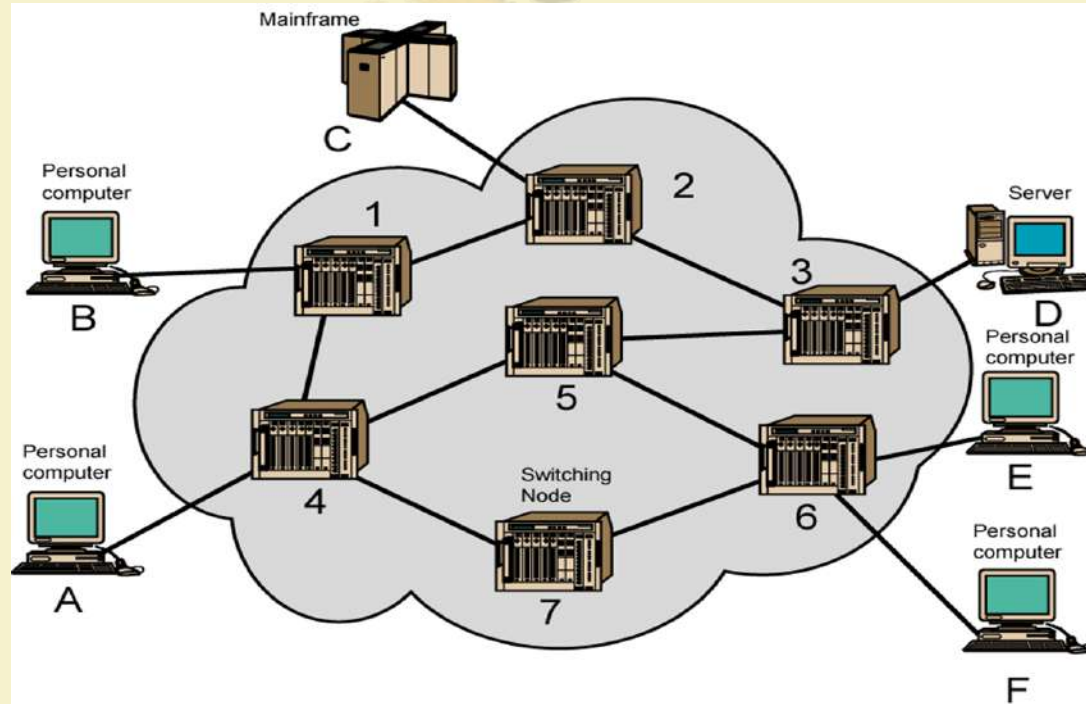 Mainframe
C
Personal
computer
B
1
2
Server
3
D
Personal
computer
5
E
Personal
computer
4
A
Switching
Node
7
6
Personal
computer
F